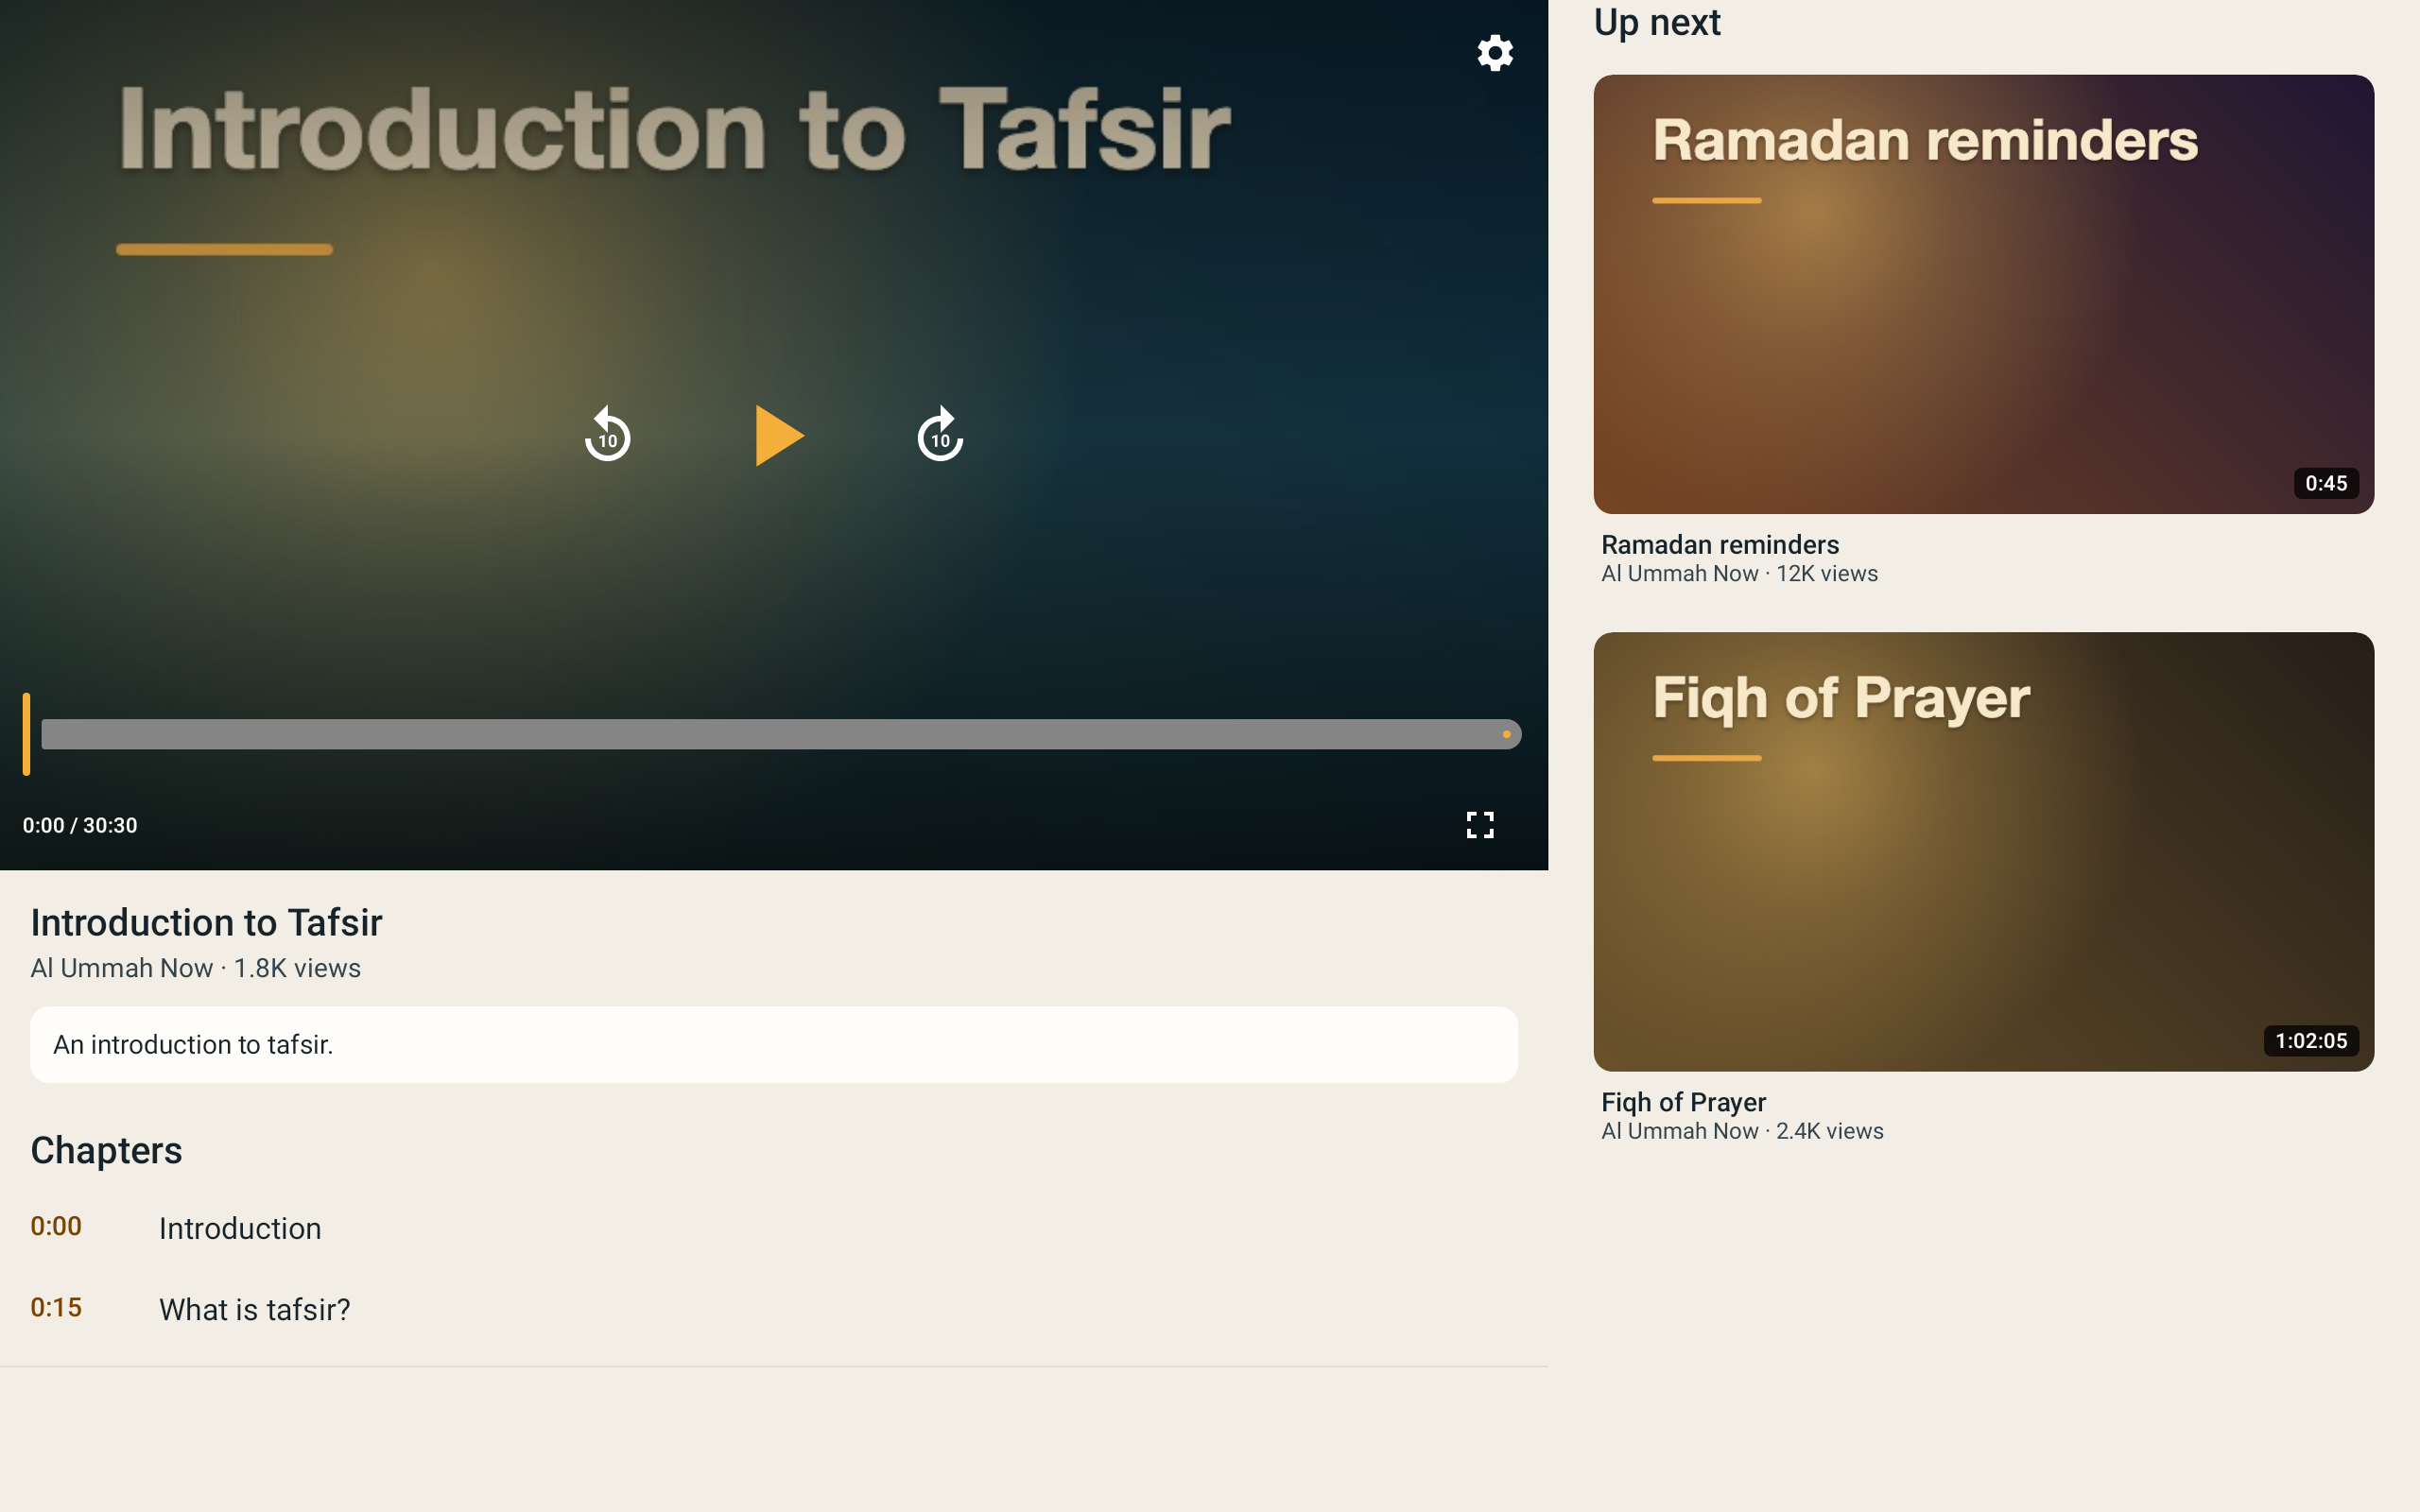 Introduction to Tafsir
10
10
0:00 / 30:30
Introduction to Tafsir
Al Ummah Now · 1.8K views
An introduction to tafsir.
Chapters
0:00 Introduction
0:15 What is tafsir?
Up next
Ramadan reminders
0:45
Ramadan reminders
Al Ummah Now · 12K views
Fiqh of Prayer
1:02:05
Fiqh of Prayer
Al Ummah Now · 2.4K views